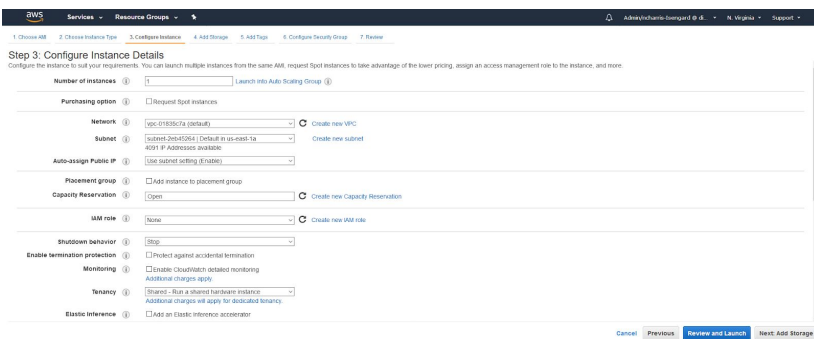 aws Services Resource Groups Admin/ncharris-Isengard @ di... N. Virginia Support
1. Choose AMI 2. Choose Instance Type 3. Configure Instance 4. Add Storage 5. Add Tags 6. Configure Security Group 7. Review
Step 3: Configure Instance Details
Configure the instance to suit your requirements. You can launch multiple instances from the same AMI, request Spot instances to take advantage of the lower pricing, assign an access management role to the instance, and more.
Number of instances 1 Launch into Auto Scaling Group
Purchasing option Request Spot instances
Network vpc-01835c7a (default) Create new VPC
Subnet subnet-2eb45264 | Default in us-east-1a Create new subnet
4091 IP Addresses available
Auto-assign Public IP Use subnet setting (Enable)
Placement group Add instance to placement group
Capacity Reservation Open Create new Capacity Reservation
IAM role None Create new IAM role
Shutdown behavior Stop
Enable termination protection Protect against accidental termination
Monitoring Enable CloudWatch detailed monitoring
Additional charges apply.
Tenancy Shared - Run a shared hardware instance
Additional charges will apply for dedicated tenancy.
Elastic Inference Add an Elastic Inference accelerator
Cancel Previous Review and Launch Next: Add Storage